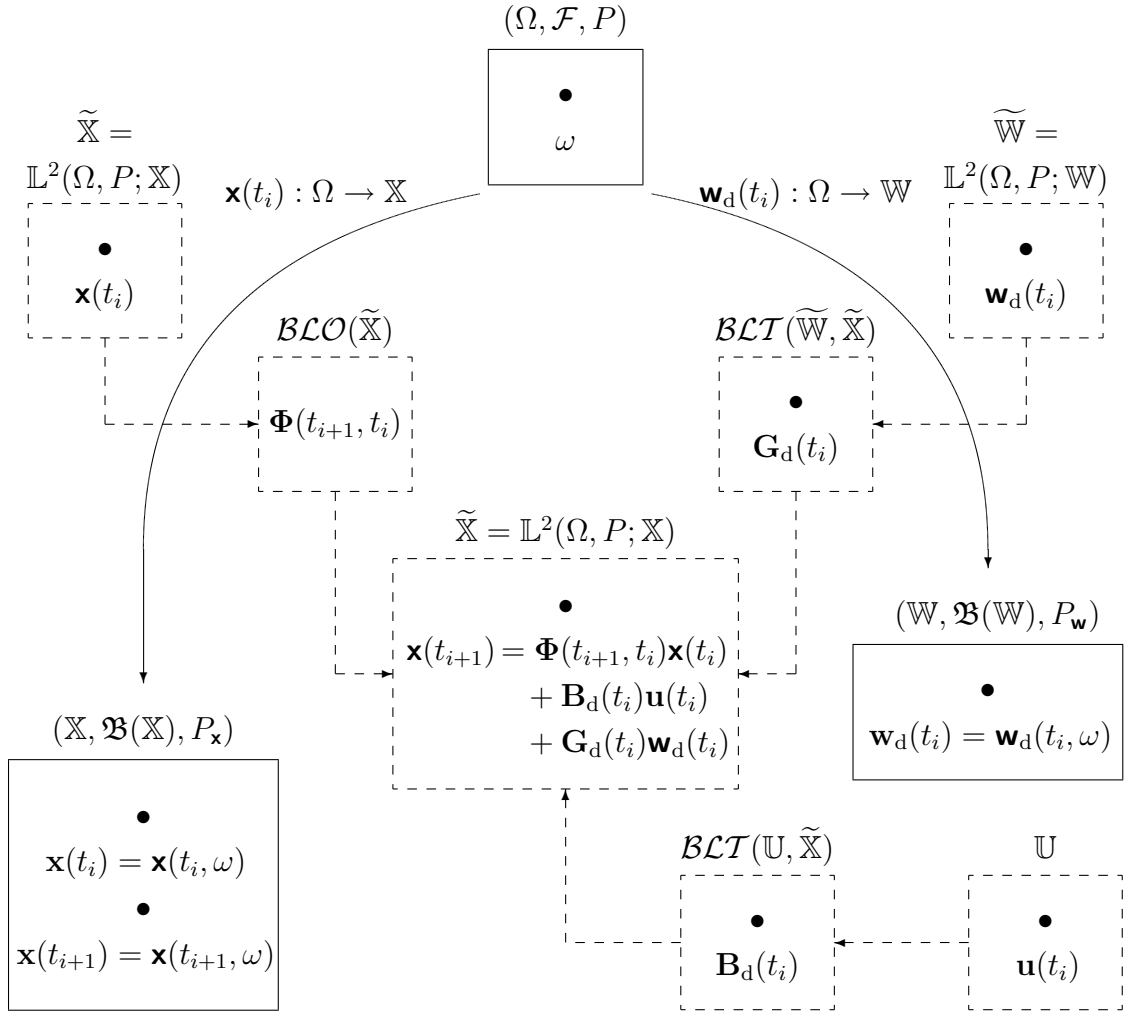 (Ω, ℱ, P)
ω
𝕏̃ =
𝕃²(Ω, P; 𝕏)
𝘅(tᵢ)
𝘅(tᵢ) : Ω → 𝕏
𝘄_d(tᵢ) : Ω → 𝕎
𝕎̃ =
𝕃²(Ω, P; 𝕎)
𝘄_d(tᵢ)
ℬℒ𝒪(𝕏̃)
𝚽(tᵢ₊₁, tᵢ)
ℬℒ𝒯(𝕎̃, 𝕏̃)
𝐆_d(tᵢ)
𝕏̃ = 𝕃²(Ω, P; 𝕏)
𝘅(tᵢ₊₁) = 𝚽(tᵢ₊₁, tᵢ)𝘅(tᵢ)
+ 𝐁_d(tᵢ)𝐮(tᵢ)
+ 𝐆_d(tᵢ)𝘄_d(tᵢ)
(𝕎, 𝕭(𝕎), P_𝘄)
𝐰_d(tᵢ) = 𝘄_d(tᵢ, ω)
(𝕏, 𝕭(𝕏), P_𝘅)
𝐱(tᵢ) = 𝘅(tᵢ, ω)
𝐱(tᵢ₊₁) = 𝘅(tᵢ₊₁, ω)
ℬℒ𝒯(𝕌, 𝕏̃)
𝐁_d(tᵢ)
𝕌
𝐮(tᵢ)